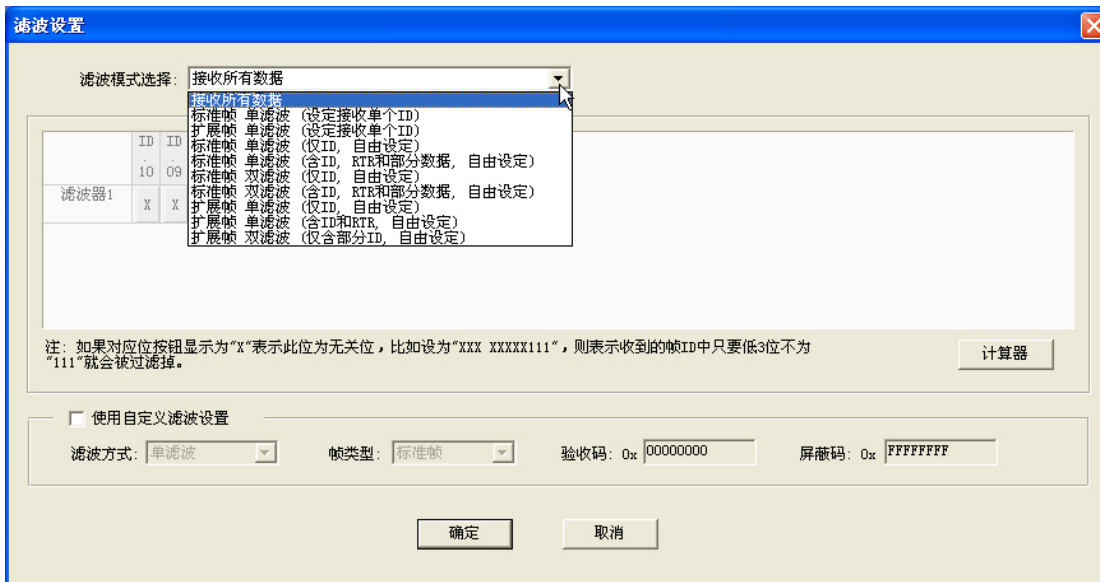 滤波设置
滤波模式选择: 接收所有数据
接收所有数据
标准帧 单滤波 (设定接收单个ID)
扩展帧 单滤波 (设定接收单个ID)
标准帧 单滤波 (仅ID, 自由设定)
标准帧 单滤波 (含ID, RTR和部分数据, 自由设定)
标准帧 双滤波 (仅ID, 自由设定)
标准帧 双滤波 (含ID, RTR和部分数据, 自由设定)
扩展帧 单滤波 (仅ID, 自由设定)
扩展帧 单滤波 (含ID和RTR, 自由设定)
扩展帧 双滤波 (仅含部分ID, 自由设定)
ID ID
. .
10 09
滤波器1 X X
注: 如果对应位按钮显示为"X"表示此位为无关位,比如设为"XXX XXXXX111",则表示收到的帧ID中只要低3位不为
"111"就会被过滤掉。
计算器
使用自定义滤波设置
滤波方式: 单滤波 帧类型: 标准帧 验收码: 0x 00000000 屏蔽码: 0x FFFFFFFF
确定 取消